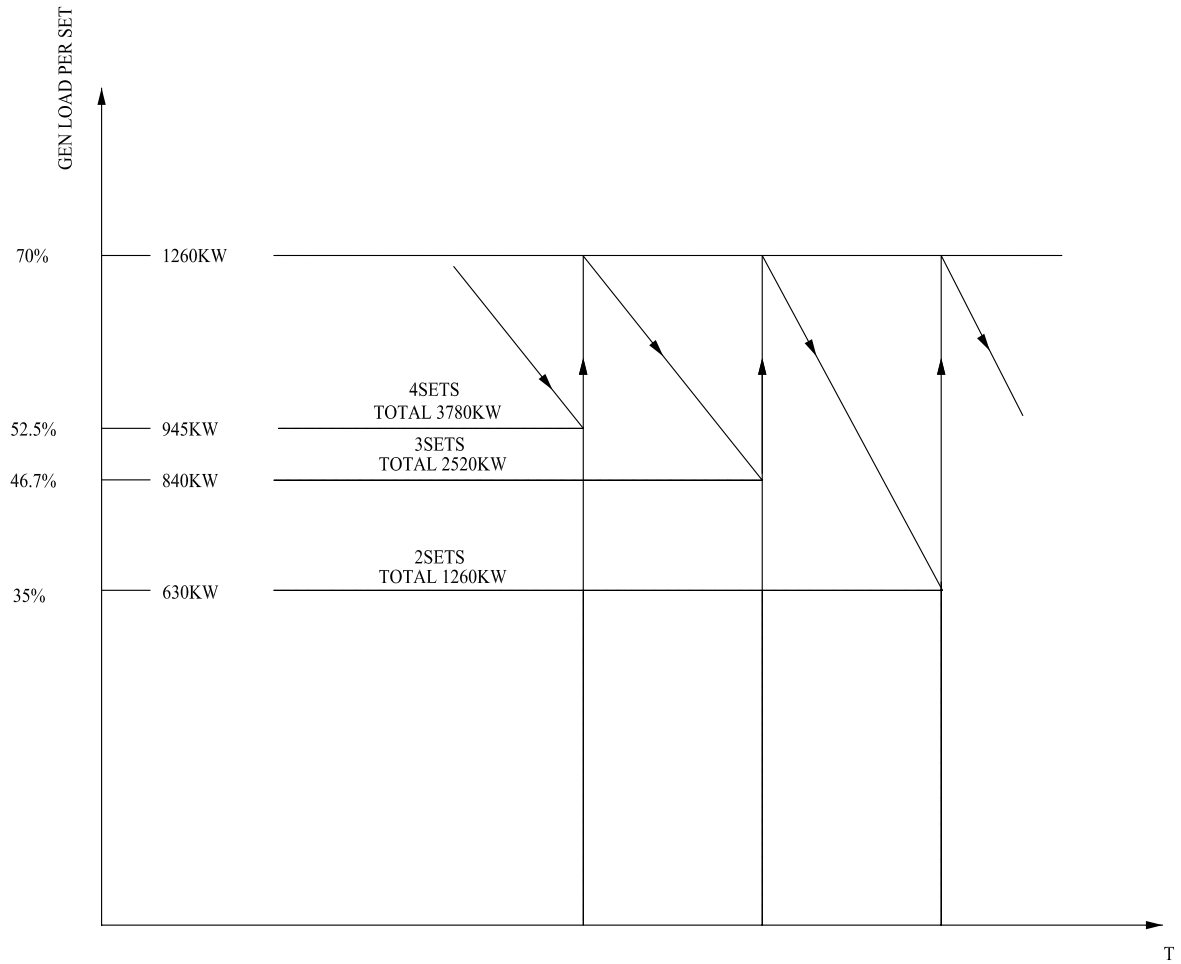 GEN LOAD PER SET
70% 1260KW
4SETS
TOTAL 3780KW
52.5% 945KW
3SETS
TOTAL 2520KW
46.7% 840KW
2SETS
TOTAL 1260KW
35% 630KW
T